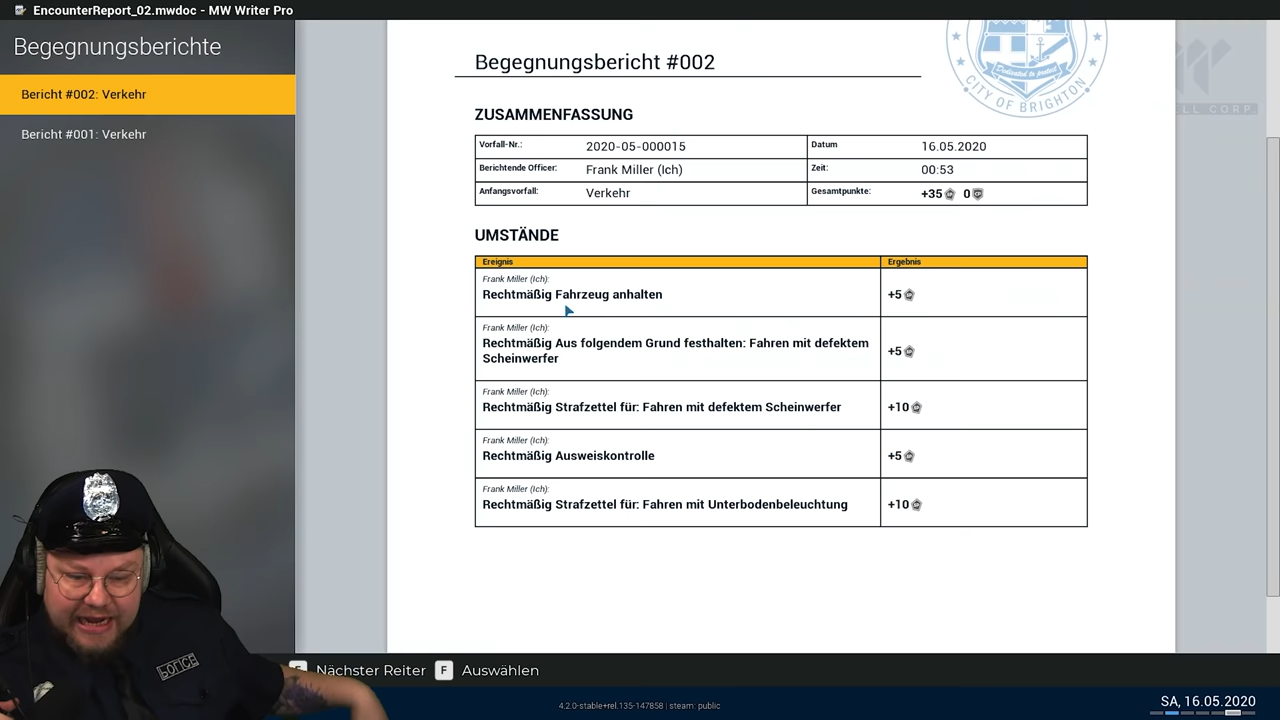 EncounterReport_02.mwdoc - MW Writer Pro
Begegnungsberichte
Bericht #002: Verkehr
Bericht #001: Verkehr
Begegnungsbericht #002
Dedicated to protect
CITY OF BRIGHTON
ZUSAMMENFASSUNG
Vorfall-Nr.: 2020-05-000015 Datum 16.05.2020
Berichtende Officer: Frank Miller (Ich) Zeit: 00:53
Anfangsvorfall: Verkehr Gesamtpunkte: +35 0
UMSTÄNDE
Ereignis Ergebnis
Frank Miller (Ich):
Rechtmäßig Fahrzeug anhalten +5
Frank Miller (Ich):
Rechtmäßig Aus folgendem Grund festhalten: Fahren mit defektem
Scheinwerfer +5
Frank Miller (Ich):
Rechtmäßig Strafzettel für: Fahren mit defektem Scheinwerfer +10
Frank Miller (Ich):
Rechtmäßig Ausweiskontrolle +5
Frank Miller (Ich):
Rechtmäßig Strafzettel für: Fahren mit Unterbodenbeleuchtung +10
Nächster Reiter F Auswählen
POLICE
4.2.0-stable+rel.135-147858 | steam: public
SA, 16.05.2020